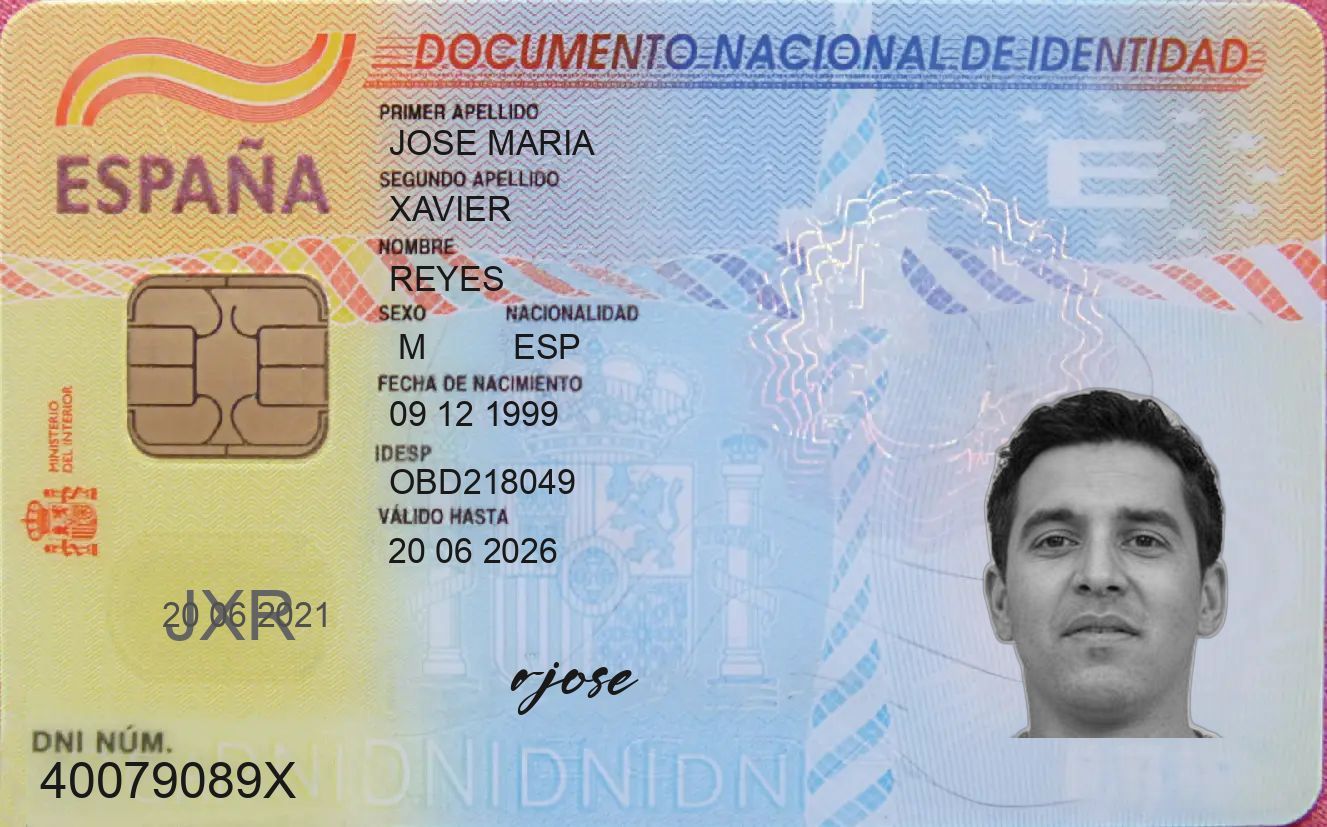 DOCUMENTO NACIONAL DE IDENTIDAD
ESPAÑA
E
PRIMER APELLIDO
JOSE MARIA
SEGUNDO APELLIDO
XAVIER
NOMBRE
REYES
SEXO NACIONALIDAD
M ESP
FECHA DE NACIMIENTO
09 12 1999
IDESP
OBD218049
VÁLIDO HASTA
20 06 2026
MINISTERIO
DEL INTERIOR
JXR
20 06 2021
rjose
DNI NÚM.
40079089X
DNIDNIDNIDNI